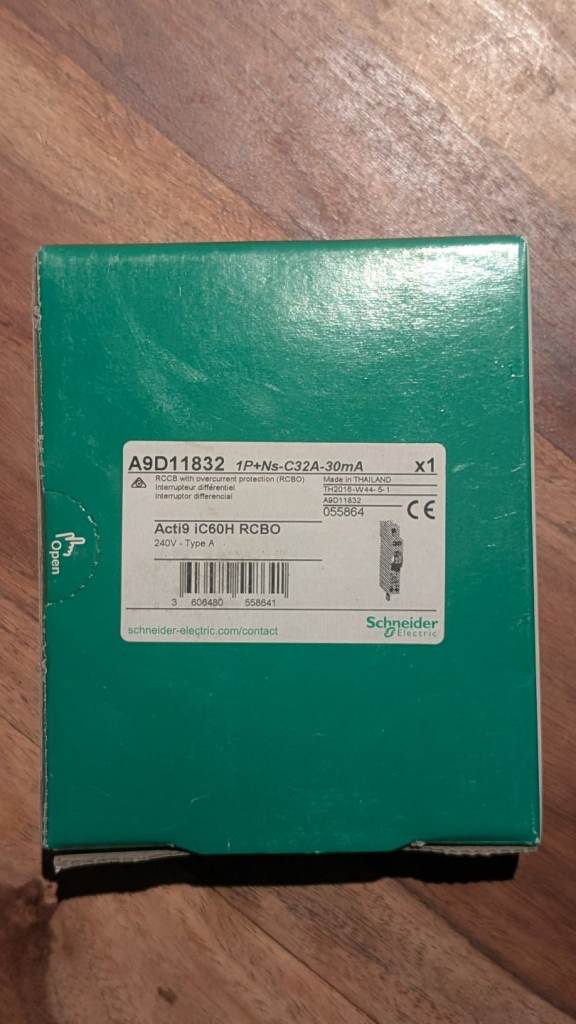 A9D11832 1P+Ns-C32A-30mA x1
RCCB with overcurrent protection (RCBO)
Interrupteur différentiel
Interruptor differencial
Made in THAILAND
TH2016-W44-5-1
A9D11832
055864
CE
Acti9 iC60H RCBO
240V - Type A
3 606480 558641
schneider-electric.com/contact
Schneider
Electric
Open